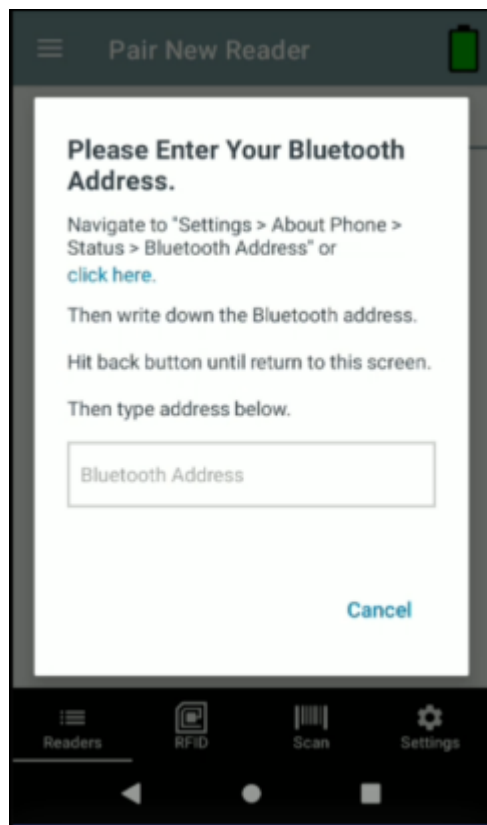 Pair New Reader
Please Enter Your Bluetooth
Address.
Navigate to "Settings > About Phone >
Status > Bluetooth Address" or
click here.
Then write down the Bluetooth address.
Hit back button until return to this screen.
Then type address below.
Bluetooth Address
Cancel
Readers RFID Scan Settings